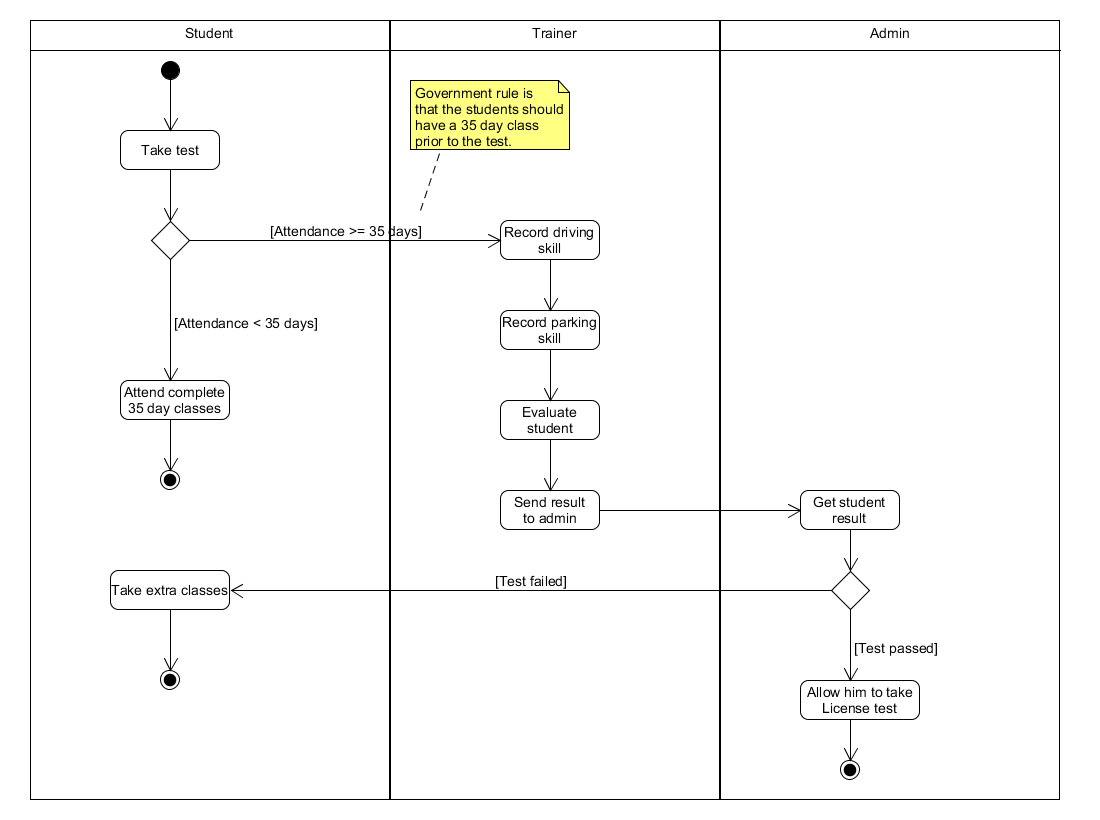 Student
Trainer
Admin
Government rule is
that the students should
have a 35 day class
prior to the test.
Take test
[Attendance >= 35 days]
Record driving
skill
[Attendance < 35 days]
Record parking
skill
Attend complete
35 day classes
Evaluate
student
Send result
to admin
Get student
result
[Test failed]
Take extra classes
[Test passed]
Allow him to take
License test